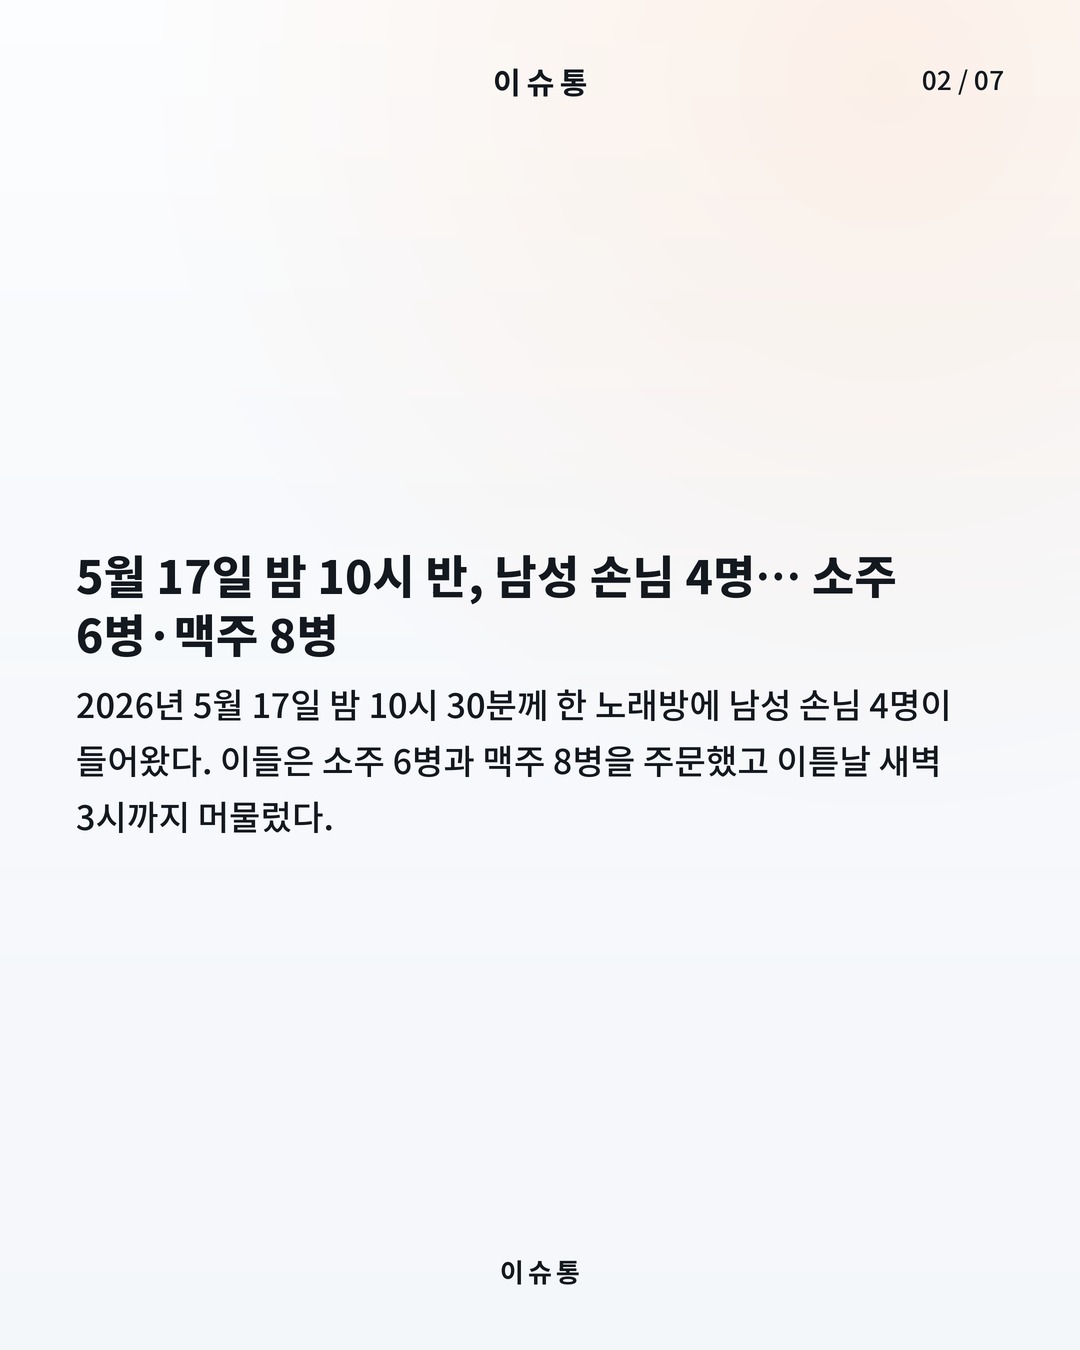 이슈통
02 / 07
5월 17일 밤 10시 반, 남성 손님 4명… 소주
6병·맥주 8병
2026년 5월 17일 밤 10시 30분께 한 노래방에 남성 손님 4명이
들어왔다. 이들은 소주 6병과 맥주 8병을 주문했고 이튿날 새벽
3시까지 머물렀다.
이슈통